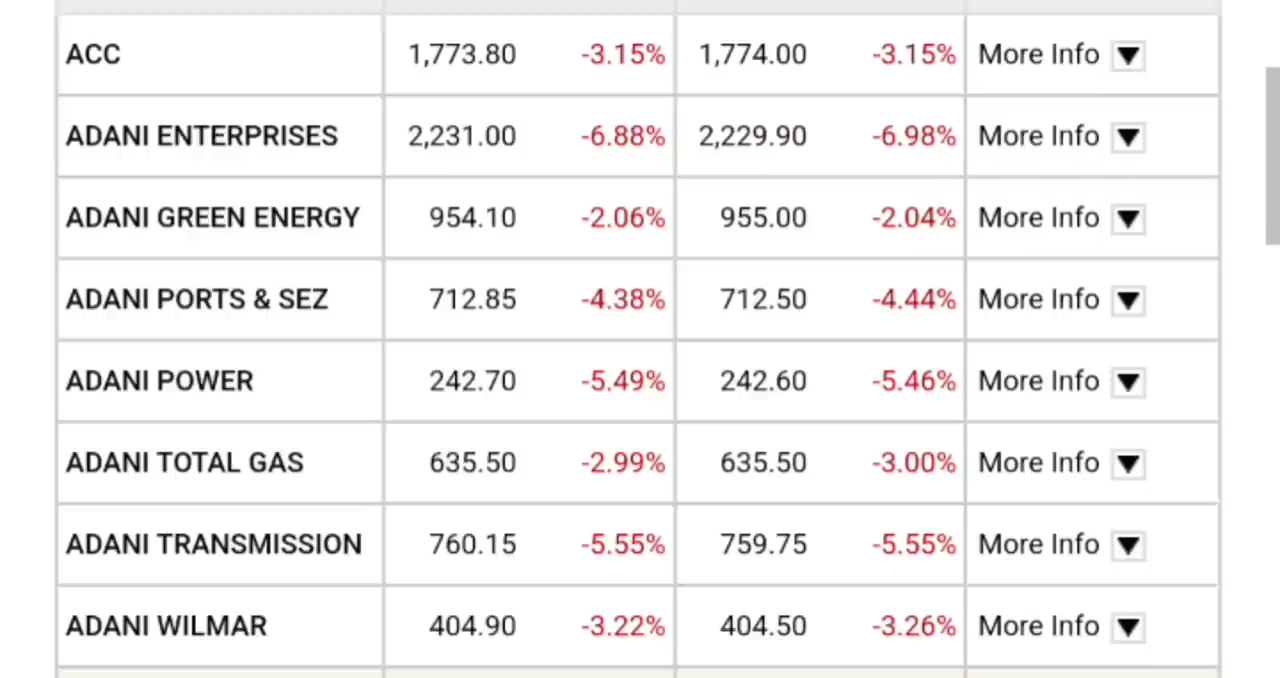 ACC 1,773.80 -3.15% 1,774.00 -3.15% More Info ▼
ADANI ENTERPRISES 2,231.00 -6.88% 2,229.90 -6.98% More Info ▼
ADANI GREEN ENERGY 954.10 -2.06% 955.00 -2.04% More Info ▼
ADANI PORTS & SEZ 712.85 -4.38% 712.50 -4.44% More Info ▼
ADANI POWER 242.70 -5.49% 242.60 -5.46% More Info ▼
ADANI TOTAL GAS 635.50 -2.99% 635.50 -3.00% More Info ▼
ADANI TRANSMISSION 760.15 -5.55% 759.75 -5.55% More Info ▼
ADANI WILMAR 404.90 -3.22% 404.50 -3.26% More Info ▼